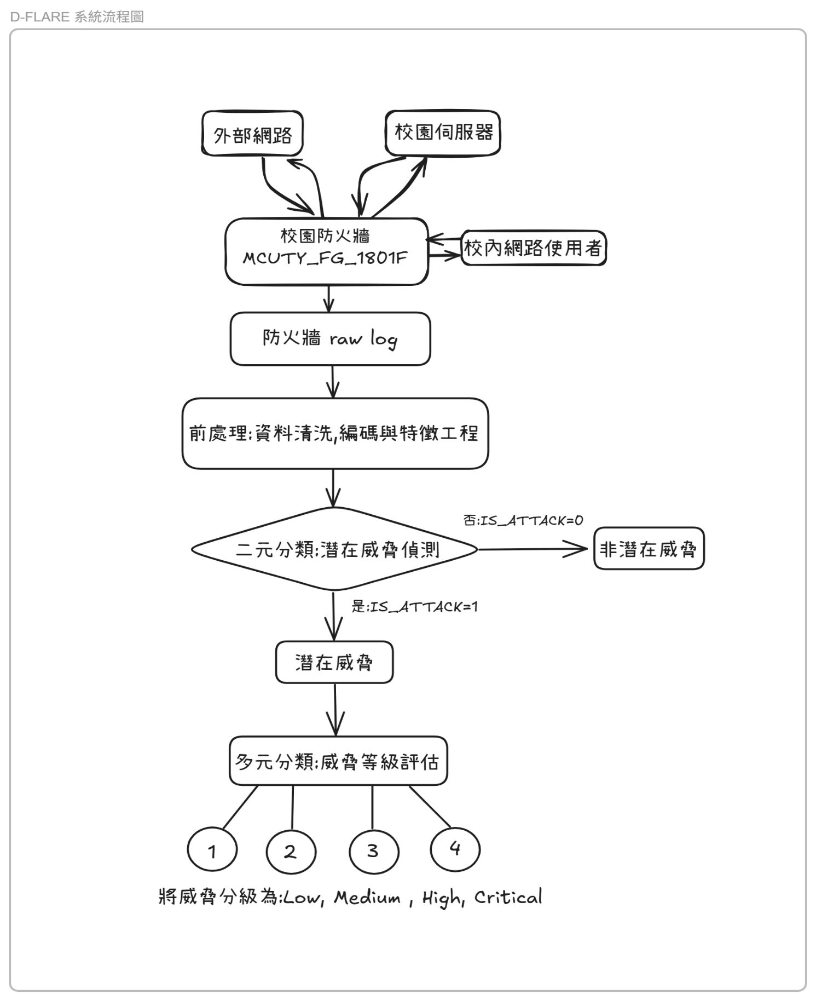 D-FLARE 系統流程圖
外部網路
校園伺服器
校園防火牆
MCUTY_FG_1801F
校內網路使用者
防火牆 raw log
前處理:資料清洗,編碼與特徵工程
二元分類:潛在威脅偵測
否:IS_ATTACK=0
非潛在威脅
是:IS_ATTACK=1
潛在威脅
多元分類:威脅等級評估
1
2
3
4
將威脅分級為:Low, Medium , High, Critical